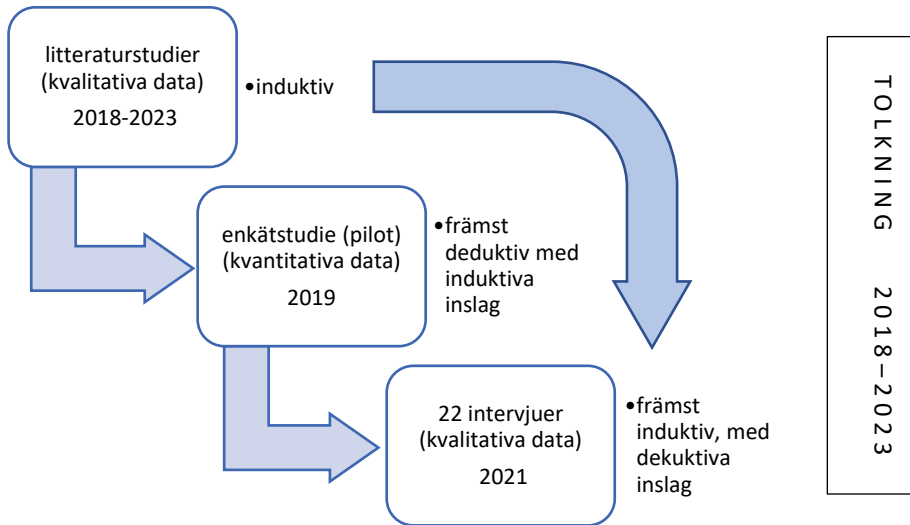 litteraturstudier
(kvalitativa data)
2018-2023
•induktiv
enkätstudie (pilot)
(kvantitativa data)
2019
•främst
deduktiv med
induktiva
inslag
22 intervjuer
(kvalitativa data)
2021
•främst
induktiv, med
dekuktiva
inslag
TOLKNING 2018–2023